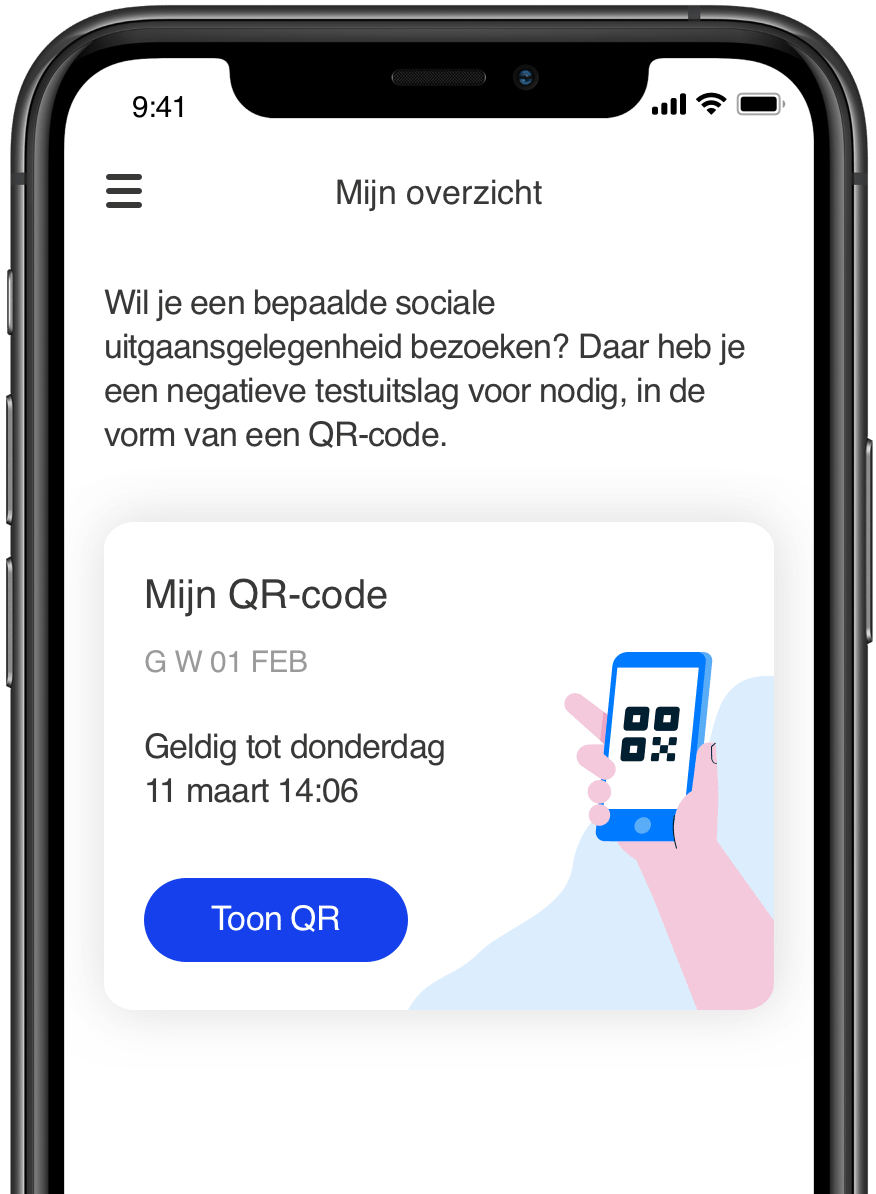 9:41
Mijn overzicht
Wil je een bepaalde sociale
uitgaansgelegenheid bezoeken? Daar heb je
een negatieve testuitslag voor nodig, in de
vorm van een QR-code.
Mijn QR-code
G W 01 FEB
Geldig tot donderdag
11 maart 14:06
Toon QR